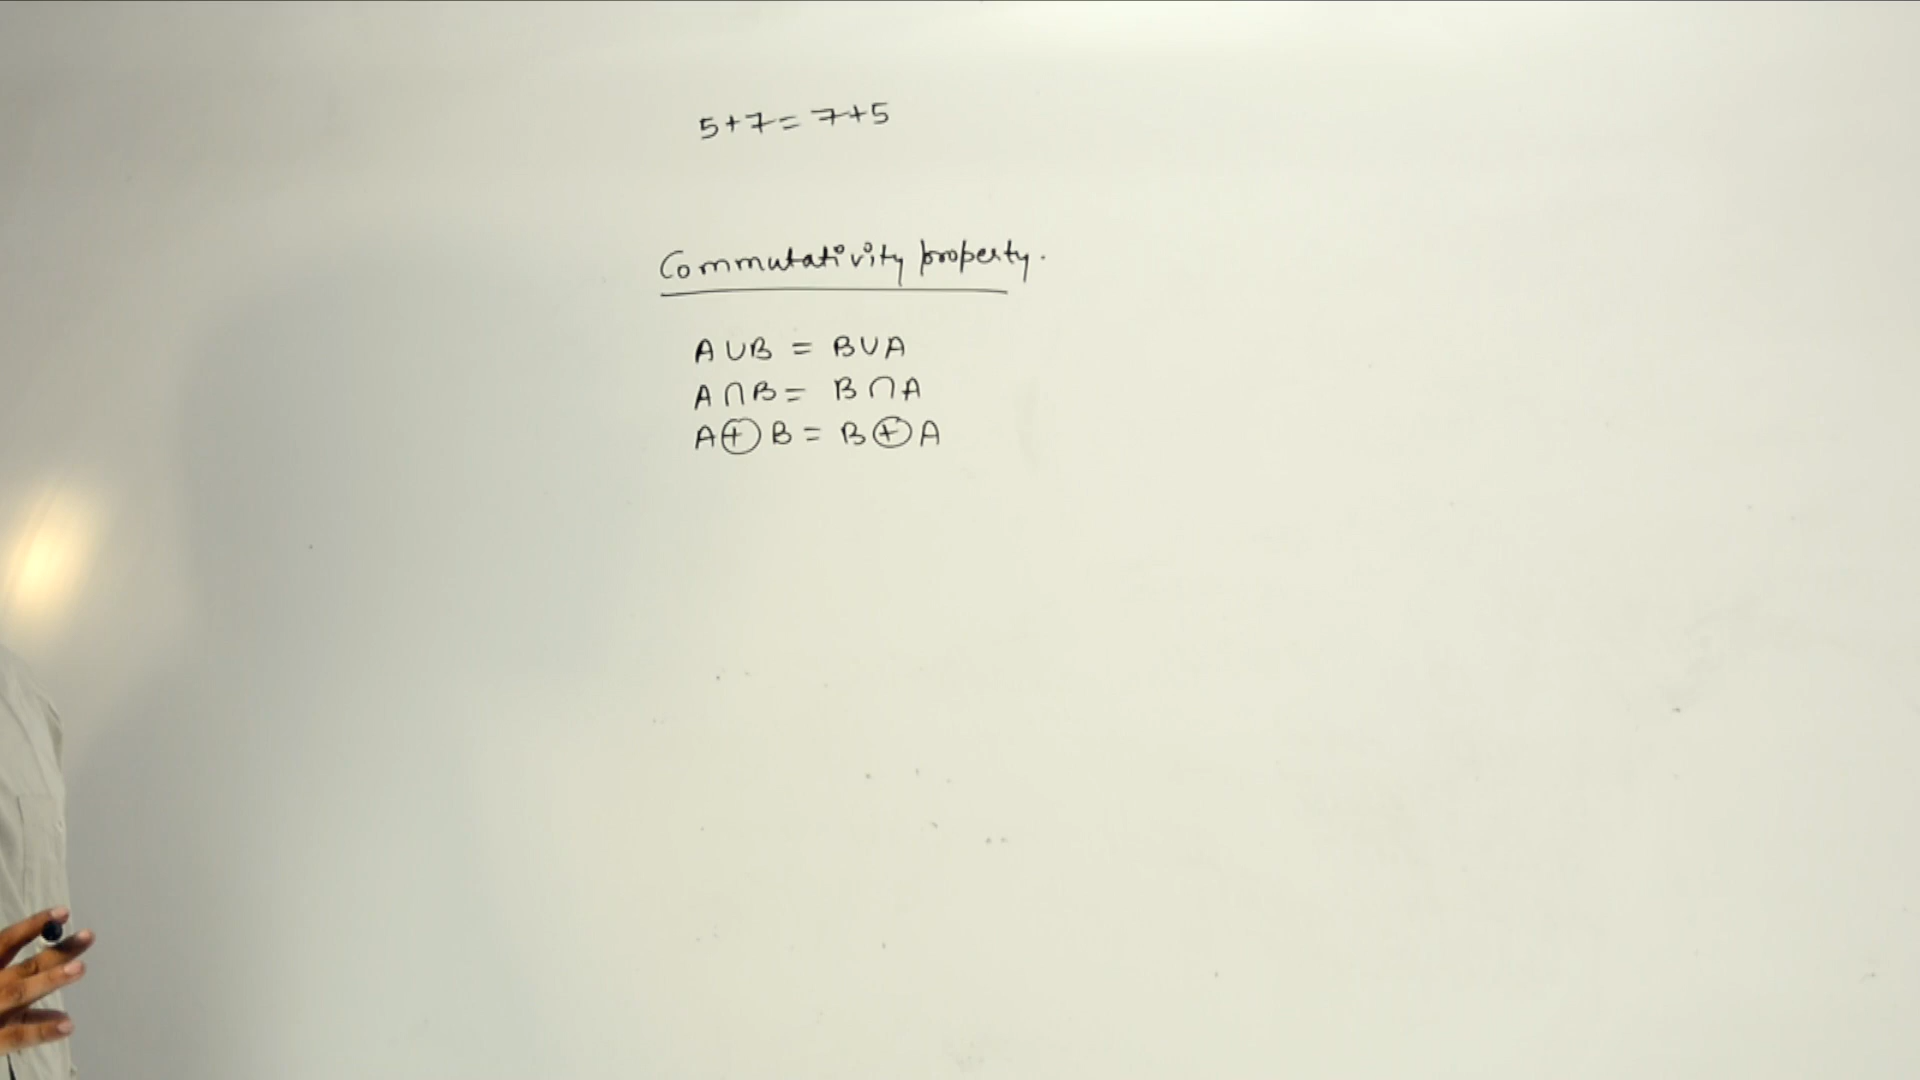 5+7=7+5
Commutativity property.
A∪B = B∪A
A∩B = B∩A
A⊕B = B⊕A